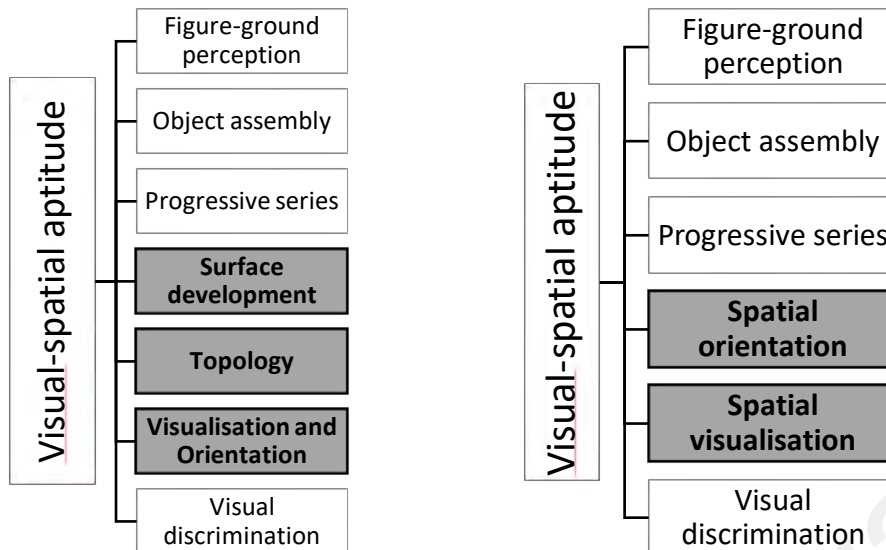 Visual-spatial aptitude
Figure-ground
perception
Object assembly
Progressive series
Surface
development
Topology
Visualisation and
Orientation
Visual
discrimination
Visual-spatial aptitude
Figure-ground
perception
Object assembly
Progressive series
Spatial
orientation
Spatial
visualisation
Visual
discrimination